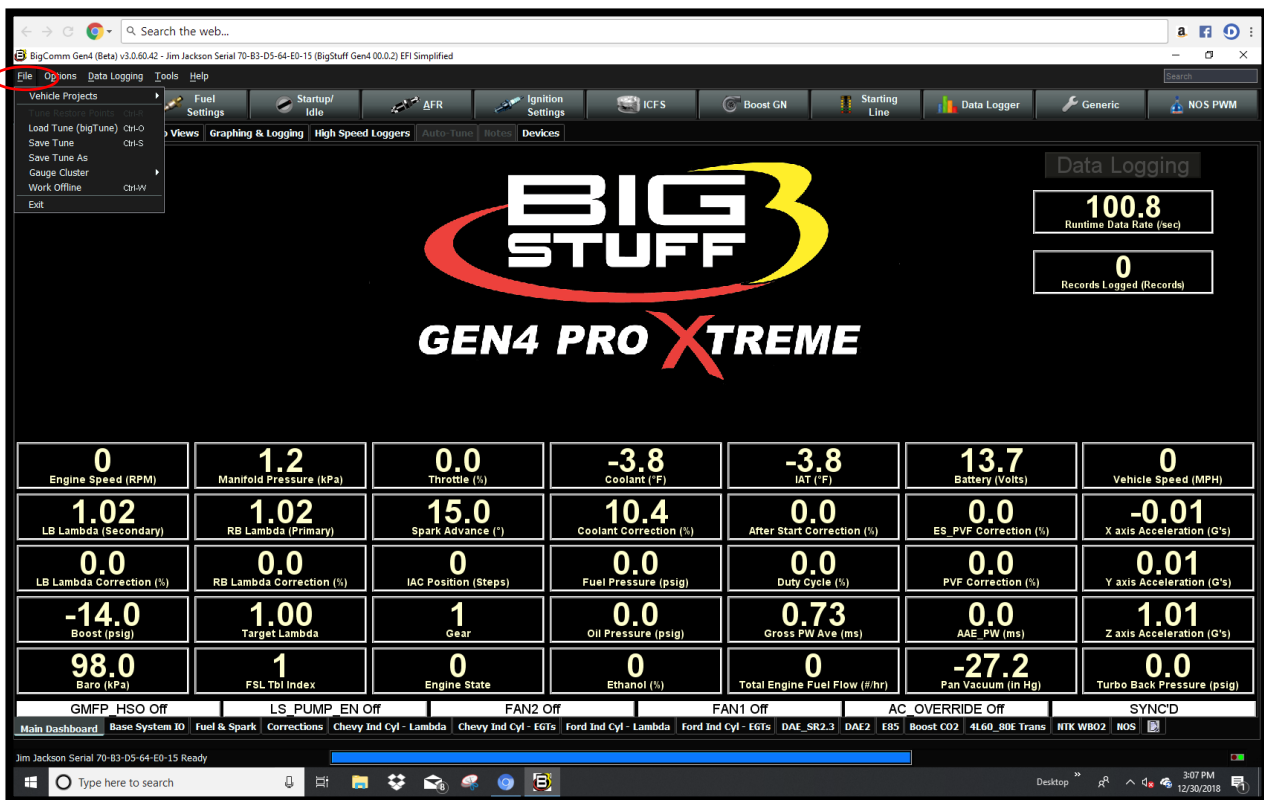 Search the web...
BigComm Gen4 (Beta) v3.0.60.42 - Jim Jackson Serial 70-B3-D5-64-E0-15 (BigStuff Gen4 00.0.2) EFI Simplified
File Options Data Logging Tools Help Search
Vehicle Projects
Tune Restore Points Ctrl-R
Load Tune (bigTune) Ctrl-O
Save Tune Ctrl-S
Save Tune As
Gauge Cluster
Work Offline Ctrl-W
Exit
Fuel Settings Startup/ Idle AFR Ignition Settings ICFS Boost GN Starting Line Data Logger Generic NOS PWM
Views Graphing & Logging High Speed Loggers Auto-Tune Notes Devices
Data Logging
BIG 3
STUFF
GEN4 PRO XTREME
100.8
Runtime Data Rate (/sec)
0
Records Logged (Records)
0 1.2 0.0 -3.8 -3.8 13.7 0
Engine Speed (RPM) Manifold Pressure (kPa) Throttle (%) Coolant (°F) IAT (°F) Battery (Volts) Vehicle Speed (MPH)
1.02 1.02 15.0 10.4 0.0 0.0 -0.01
LB Lambda (Secondary) RB Lambda (Primary) Spark Advance (°) Coolant Correction (%) After Start Correction (%) ES_PVF Correction (%) X axis Acceleration (G's)
0.0 0.0 0 0.0 0.0 0.0 0.01
LB Lambda Correction (%) RB Lambda Correction (%) IAC Position (Steps) Fuel Pressure (psig) Duty Cycle (%) PVF Correction (%) Y axis Acceleration (G's)
-14.0 1.00 1 0.0 0.73 0.0 1.01
Boost (psig) Target Lambda Gear Oil Pressure (psig) Gross PW Ave (ms) AAE_PW (ms) Z axis Acceleration (G's)
98.0 1 0 0 0 -27.2 0.0
Baro (kPa) FSL Tbl Index Engine State Ethanol (%) Total Engine Fuel Flow (#/hr) Pan Vacuum (in Hg) Turbo Back Pressure (psig)
GMFP_HSO Off LS_PUMP_EN Off FAN2 Off FAN1 Off AC_OVERRIDE Off SYNC'D
Main Dashboard Base System IO Fuel & Spark Corrections Chevy Ind Cyl - Lambda Chevy Ind Cyl - EGTs Ford Ind Cyl - Lambda Ford Ind Cyl - EGTs DAE_SR2.3 DAE2 E85 Boost CO2 4L60_80E Trans NTK WBO2 NOS
Jim Jackson Serial 70-B3-D5-64-E0-15 Ready
Type here to search Desktop 3:07 PM
12/30/2018